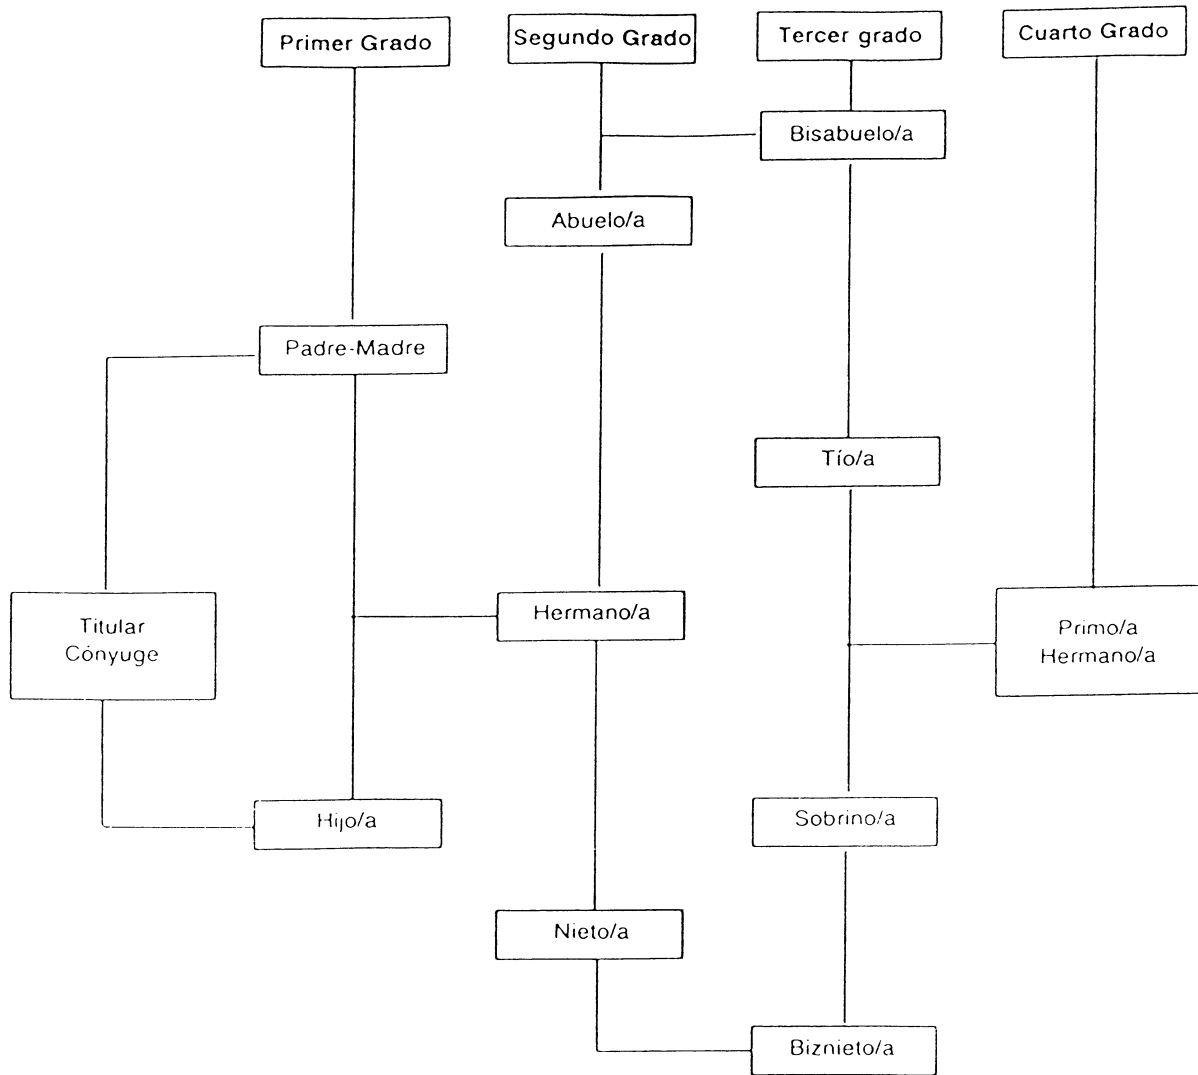 Primer Grado
Segundo Grado
Tercer grado
Cuarto Grado
Bisabuelo/a
Abuelo/a
Padre-Madre
Tío/a
Titular
Cónyuge
Hermano/a
Primo/a
Hermano/a
Hijo/a
Sobrino/a
Nieto/a
Biznieto/a